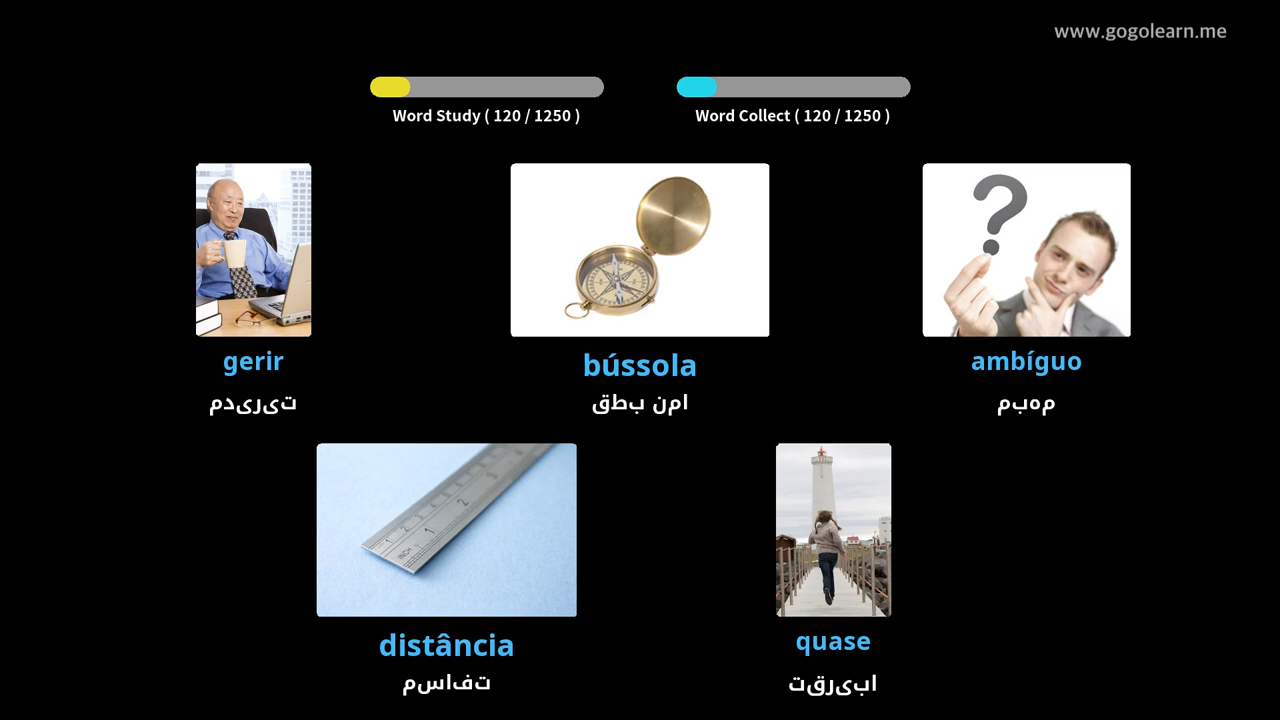 www.gogolearn.me
Word Study ( 120 / 1250 )
Word Collect ( 120 / 1250 )
gerir
تیریدم
bússola
امن بطق
ambíguo
مهبم
distância
تفاسم
quase
ابیرقت